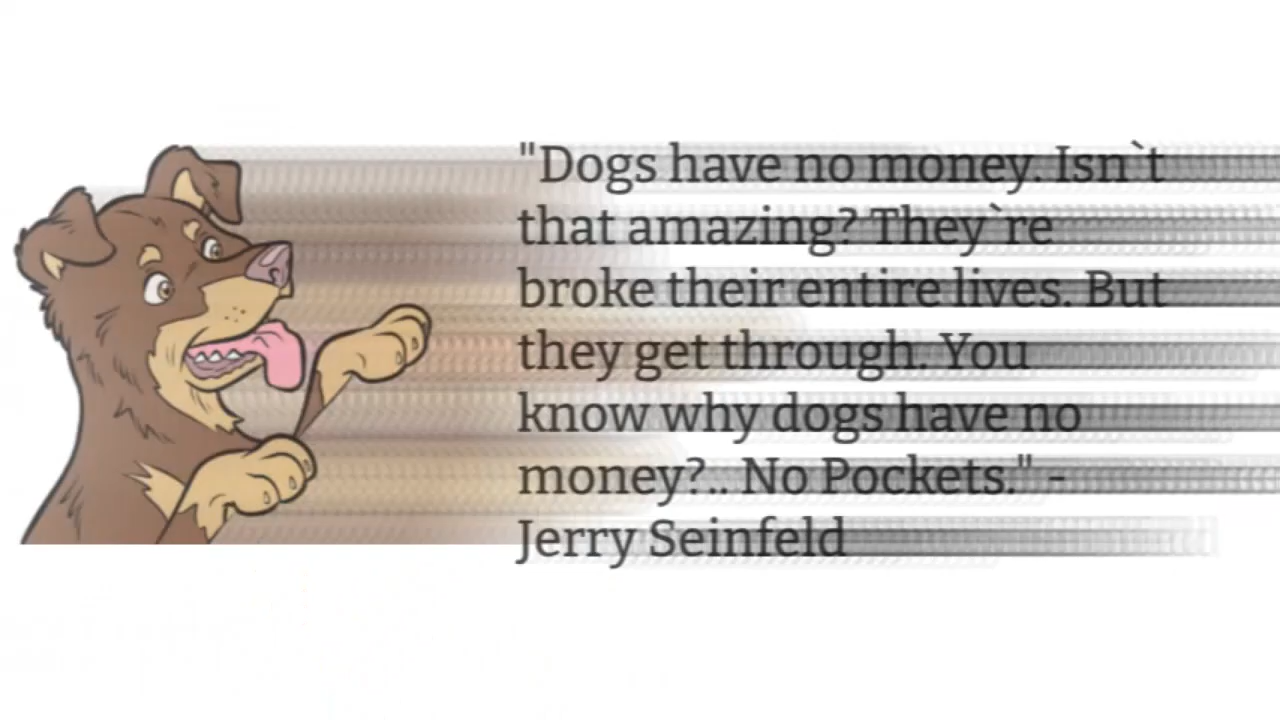 "Dogs have no money. Isn`t
that amazing? They`re
broke their entire lives. But
they get through. You
know why dogs have no
money?.. No Pockets." -
Jerry Seinfeld